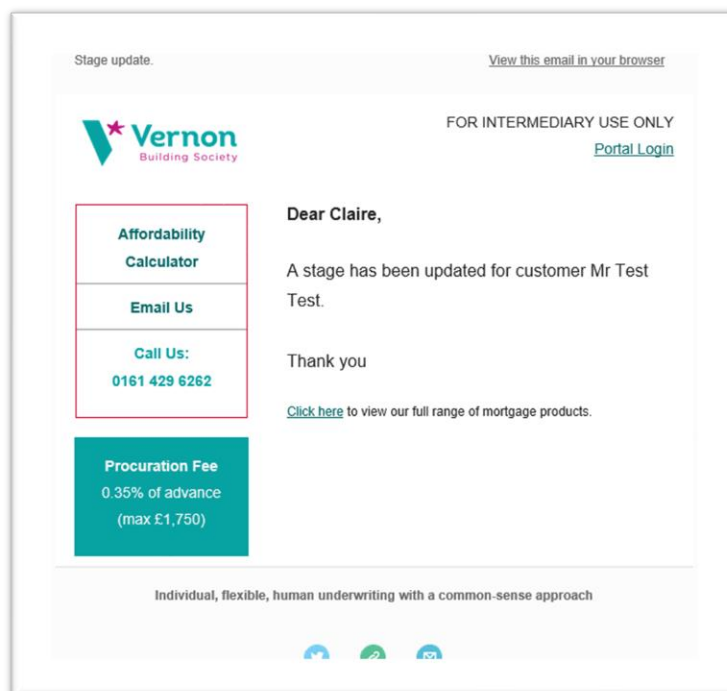 Stage update.
View this email in your browser
Vernon
Building Society
FOR INTERMEDIARY USE ONLY
Portal Login
Affordability
Calculator
Email Us
Call Us:
0161 429 6262
Procuration Fee
0.35% of advance
(max £1,750)
Dear Claire,
A stage has been updated for customer Mr Test
Test.
Thank you
Click here to view our full range of mortgage products.
Individual, flexible, human underwriting with a common-sense approach